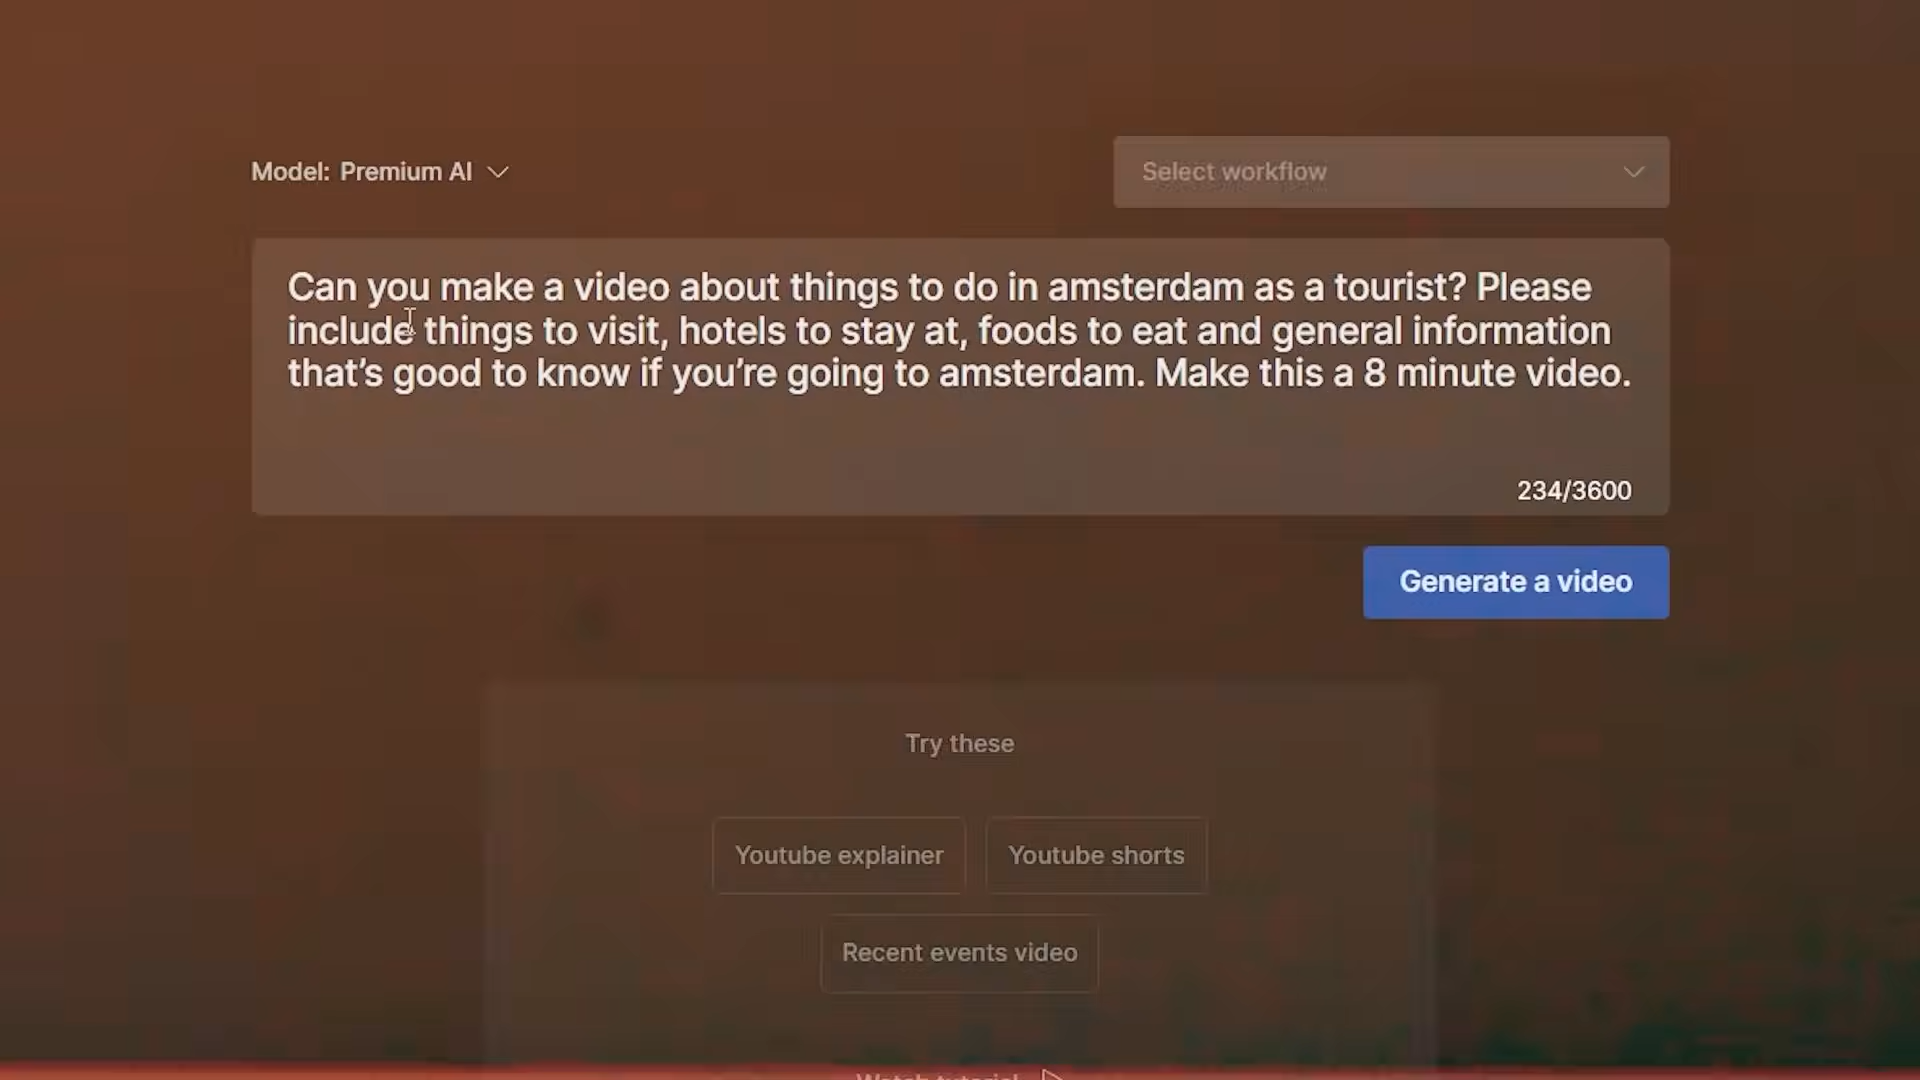 Model: Premium AI
Select workflow
Can you make a video about things to do in amsterdam as a tourist? Please
include things to visit, hotels to stay at, foods to eat and general information
that's good to know if you're going to amsterdam. Make this a 8 minute video.
234/3600
Generate a video
Try these
Youtube explainer
Youtube shorts
Recent events video
Watch tutorial